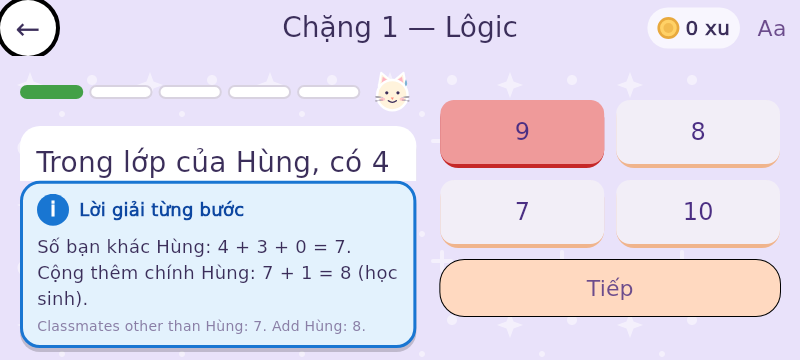 ←
Chặng 1 — Lôgic
0 xu
Aa
Trong lớp của Hùng, có 4
i
Lời giải từng bước
Số bạn khác Hùng: 4 + 3 + 0 = 7.
Cộng thêm chính Hùng: 7 + 1 = 8 (học
sinh).
Classmates other than Hùng: 7. Add Hùng: 8.
9
8
7
10
Tiếp